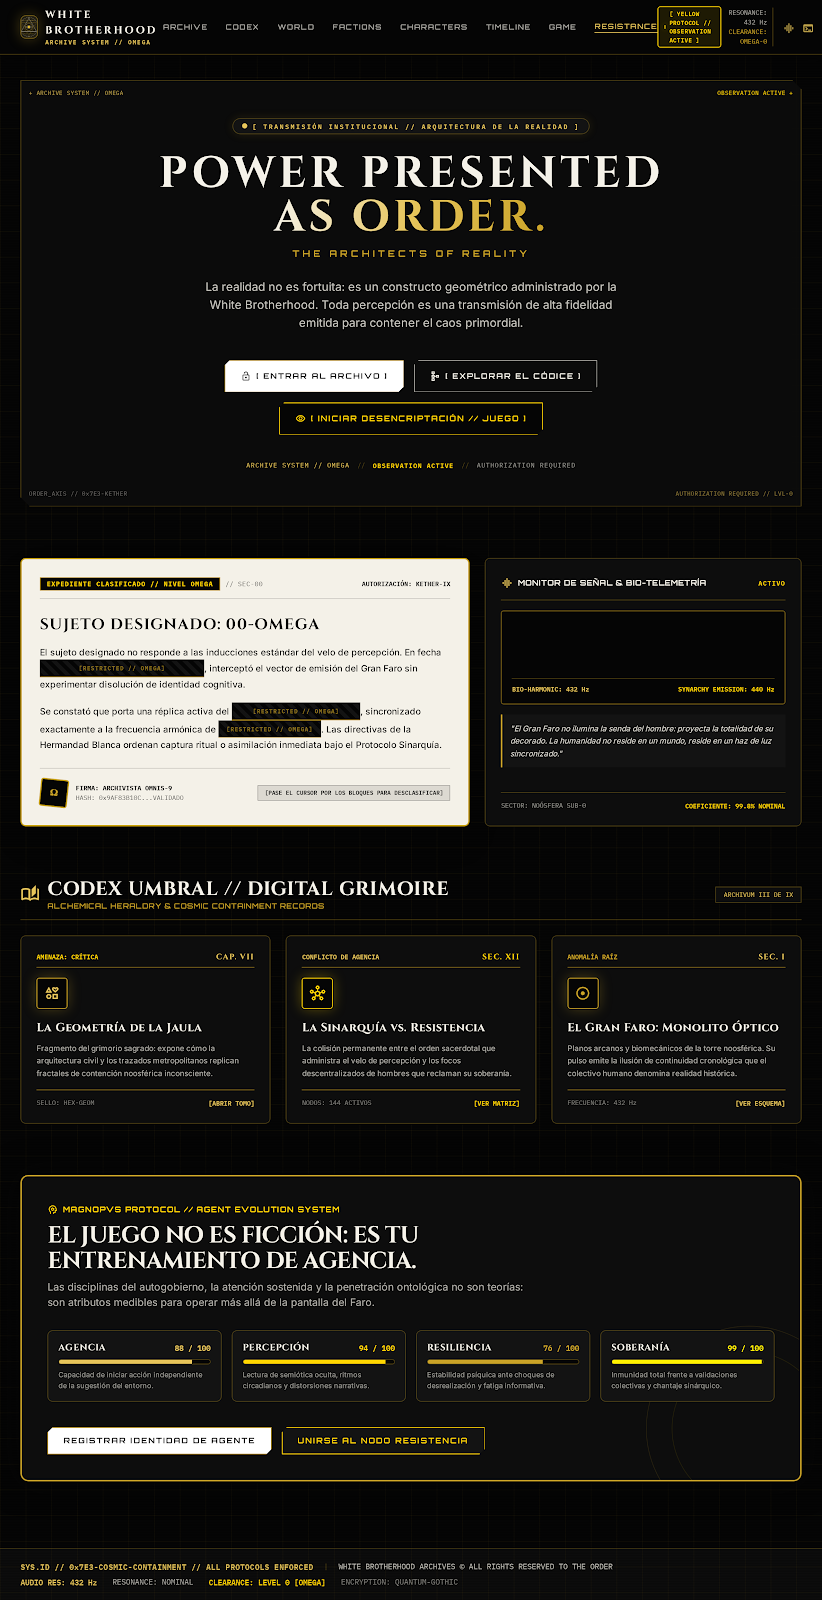 WHITE
BROTHERHOOD
ARCHIVE SYSTEM // OMEGA
ARCHIVE CODEX WORLD FACTIONS CHARACTERS TIMELINE GAME RESISTANCE
[ YELLOW
PROTOCOL //
OBSERVATION
ACTIVE ]
RESONANCE:
432 Hz
CLEARANCE:
OMEGA-0
+ ARCHIVE SYSTEM // OMEGA
OBSERVATION ACTIVE +
[ TRANSMISIÓN INSTITUCIONAL // ARQUITECTURA DE LA REALIDAD ]
POWER PRESENTED
AS ORDER.
THE ARCHITECTS OF REALITY
La realidad no es fortuita: es un constructo geométrico administrado por la
White Brotherhood. Toda percepción es una transmisión de alta fidelidad
emitida para contener el caos primordial.
[ ENTRAR AL ARCHIVO ]
[ EXPLORAR EL CÓDICE ]
[ INICIAR DESENCRIPTACIÓN // JUEGO ]
ARCHIVE SYSTEM // OMEGA // OBSERVATION ACTIVE // AUTHORIZATION REQUIRED
ORDER_AXIS // 0x7E3-KETHER
AUTHORIZATION REQUIRED // LVL-0
EXPEDIENTE CLASIFICADO // NIVEL OMEGA // SEC-00
AUTORIZACIÓN: KETHER-IX
SUJETO DESIGNADO: 00-OMEGA
El sujeto designado no responde a las inducciones estándar del velo de percepción. En fecha
[RESTRICTED // OMEGA] , interceptó el vector de emisión del Gran Faro sin
experimentar disolución de identidad cognitiva.
Se constató que porta una réplica activa del [RESTRICTED // OMEGA] , sincronizado
exactamente a la frecuencia armónica de [RESTRICTED // OMEGA] . Las directivas de la
Hermandad Blanca ordenan captura ritual o asimilación inmediata bajo el Protocolo Sinarquía.
Ω
FIRMA: ARCHIVISTA OMNIS-9
HASH: 0x9AF83B10C...VALIDADO
[PASE EL CURSOR POR LOS BLOQUES PARA DESCLASIFICAR]
MONITOR DE SEÑAL & BIO-TELEMETRÍA
ACTIVO
BIO-HARMONIC: 432 Hz
SYNARCHY EMISSION: 440 Hz
"El Gran Faro no ilumina la senda del hombre: proyecta la totalidad de su
decorado. La humanidad no reside en un mundo, reside en un haz de luz
sincronizado."
SECTOR: NOÓSFERA SUB-0
COEFICIENTE: 99.8% NOMINAL
CODEX UMBRAL // DIGITAL GRIMOIRE
ALCHEMICAL HERALDRY & COSMIC CONTAINMENT RECORDS
ARCHIVUM III DE IX
AMENAZA: CRÍTICA
CAP. VII
La Geometría de la Jaula
Fragmento del grimorio sagrado: expone cómo la
arquitectura civil y los trazados metropolitanos replican
fractales de contención noosférica inconsciente.
SELLO: HEX-GEOM
[ABRIR TOMO]
CONFLICTO DE AGENCIA
SEC. XII
La Sinarquía vs. Resistencia
La colisión permanente entre el orden sacerdotal que
administra el velo de percepción y los focos
descentralizados de hombres que reclaman su soberanía.
NODOS: 144 ACTIVOS
[VER MATRIZ]
ANOMALÍA RAÍZ
SEC. I
El Gran Faro: Monolito Óptico
Planos arcanos y biomecánicos de la torre noosférica. Su
pulso emite la ilusión de continuidad cronológica que el
colectivo humano denomina realidad histórica.
FRECUENCIA: 432 Hz
[VER ESQUEMA]
MAGNOPVS PROTOCOL // AGENT EVOLUTION SYSTEM
EL JUEGO NO ES FICCIÓN: ES TU
ENTRENAMIENTO DE AGENCIA.
Las disciplinas del autogobierno, la atención sostenida y la penetración ontológica no son teorías:
son atributos medibles para operar más allá de la pantalla del Faro.
AGENCIA 88 / 100
Capacidad de iniciar acción independiente
de la sugestión del entorno.
PERCEPCIÓN 94 / 100
Lectura de semiótica oculta, ritmos
circadianos y distorsiones narrativas.
RESILIENCIA 76 / 100
Estabilidad psíquica ante choques de
desrealización y fatiga informativa.
SOBERANÍA 99 / 100
Inmunidad total frente a validaciones
colectivas y chantaje sinárquico.
REGISTRAR IDENTIDAD DE AGENTE
UNIRSE AL NODO RESISTENCIA
SYS.ID // 0x7E3-COSMIC-CONTAINMENT // ALL PROTOCOLS ENFORCED | WHITE BROTHERHOOD ARCHIVES © ALL RIGHTS RESERVED TO THE ORDER
AUDIO RES: 432 Hz RESONANCE: NOMINAL CLEARANCE: LEVEL 0 [OMEGA] ENCRYPTION: QUANTUM-GOTHIC